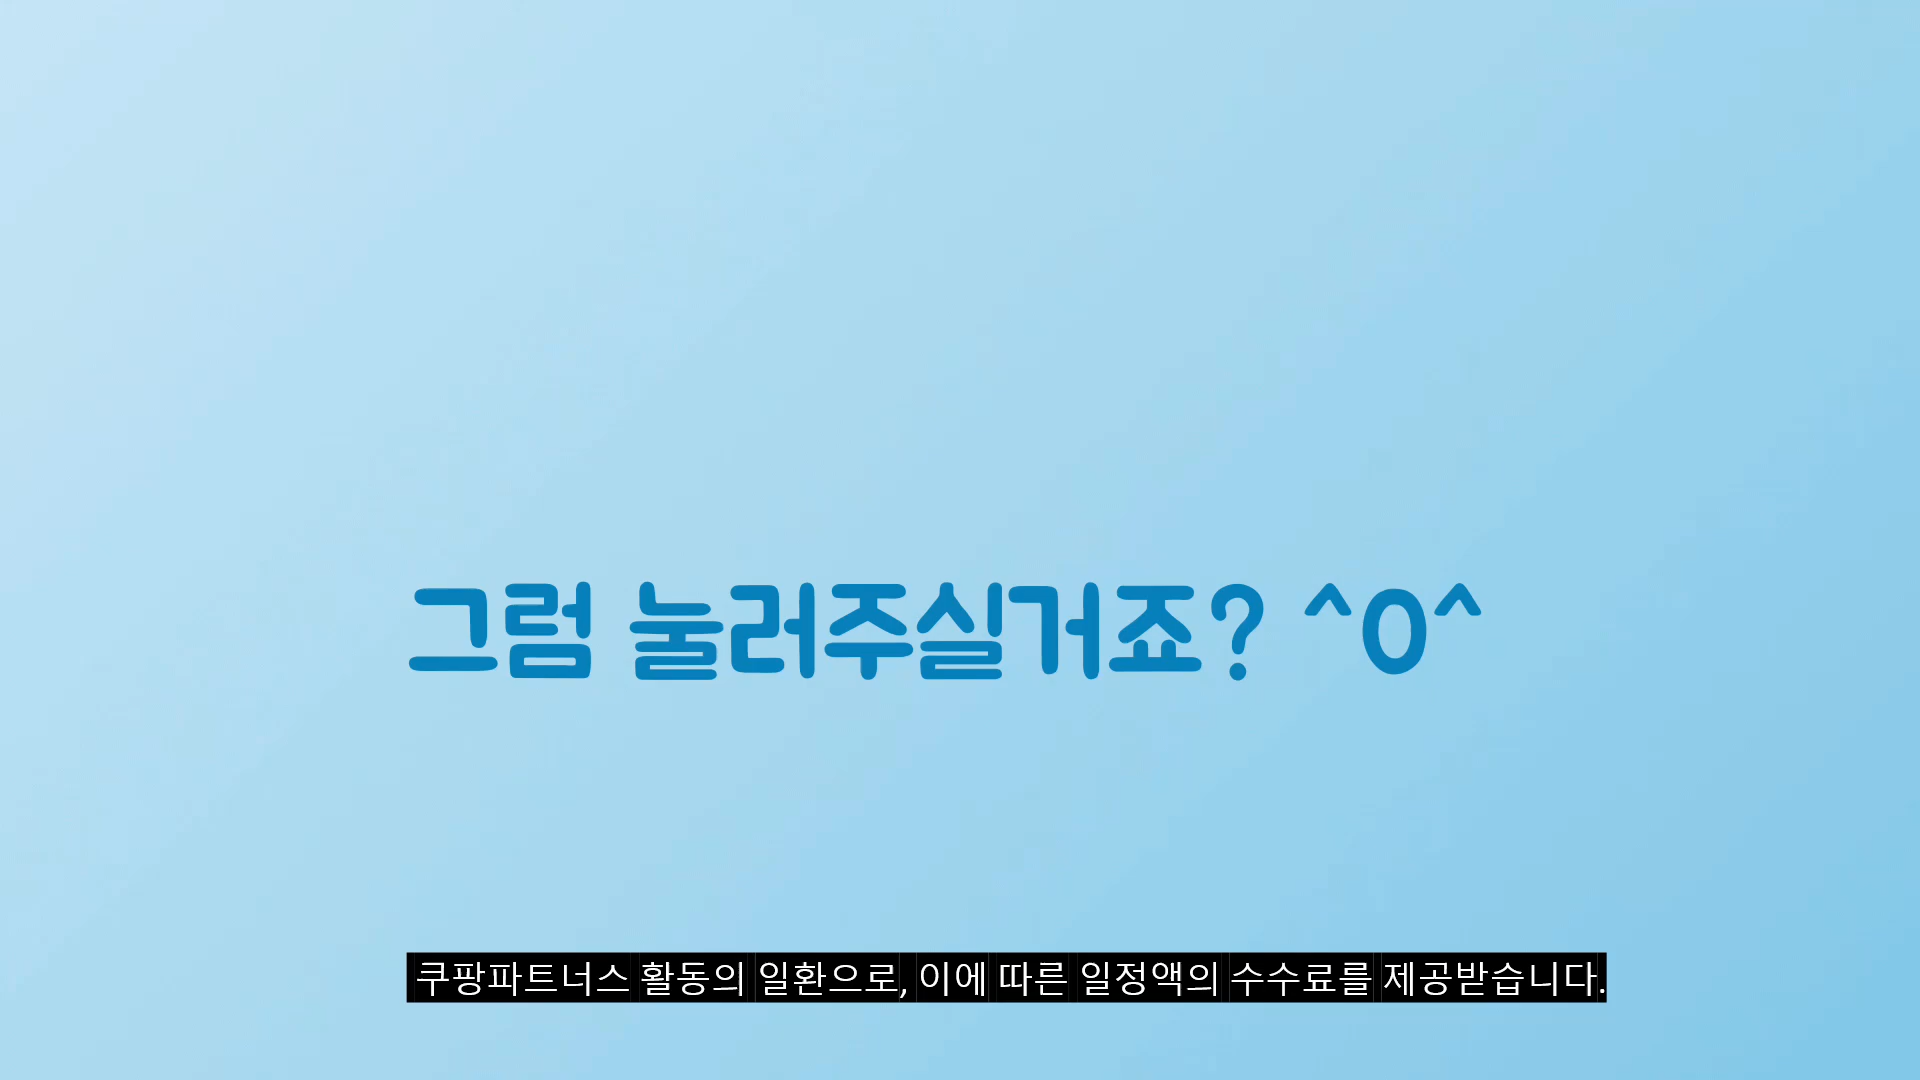 그럼 눌러주실거죠? ^0^
쿠팡파트너스 활동의 일환으로, 이에 따른 일정액의 수수료를 제공받습니다.